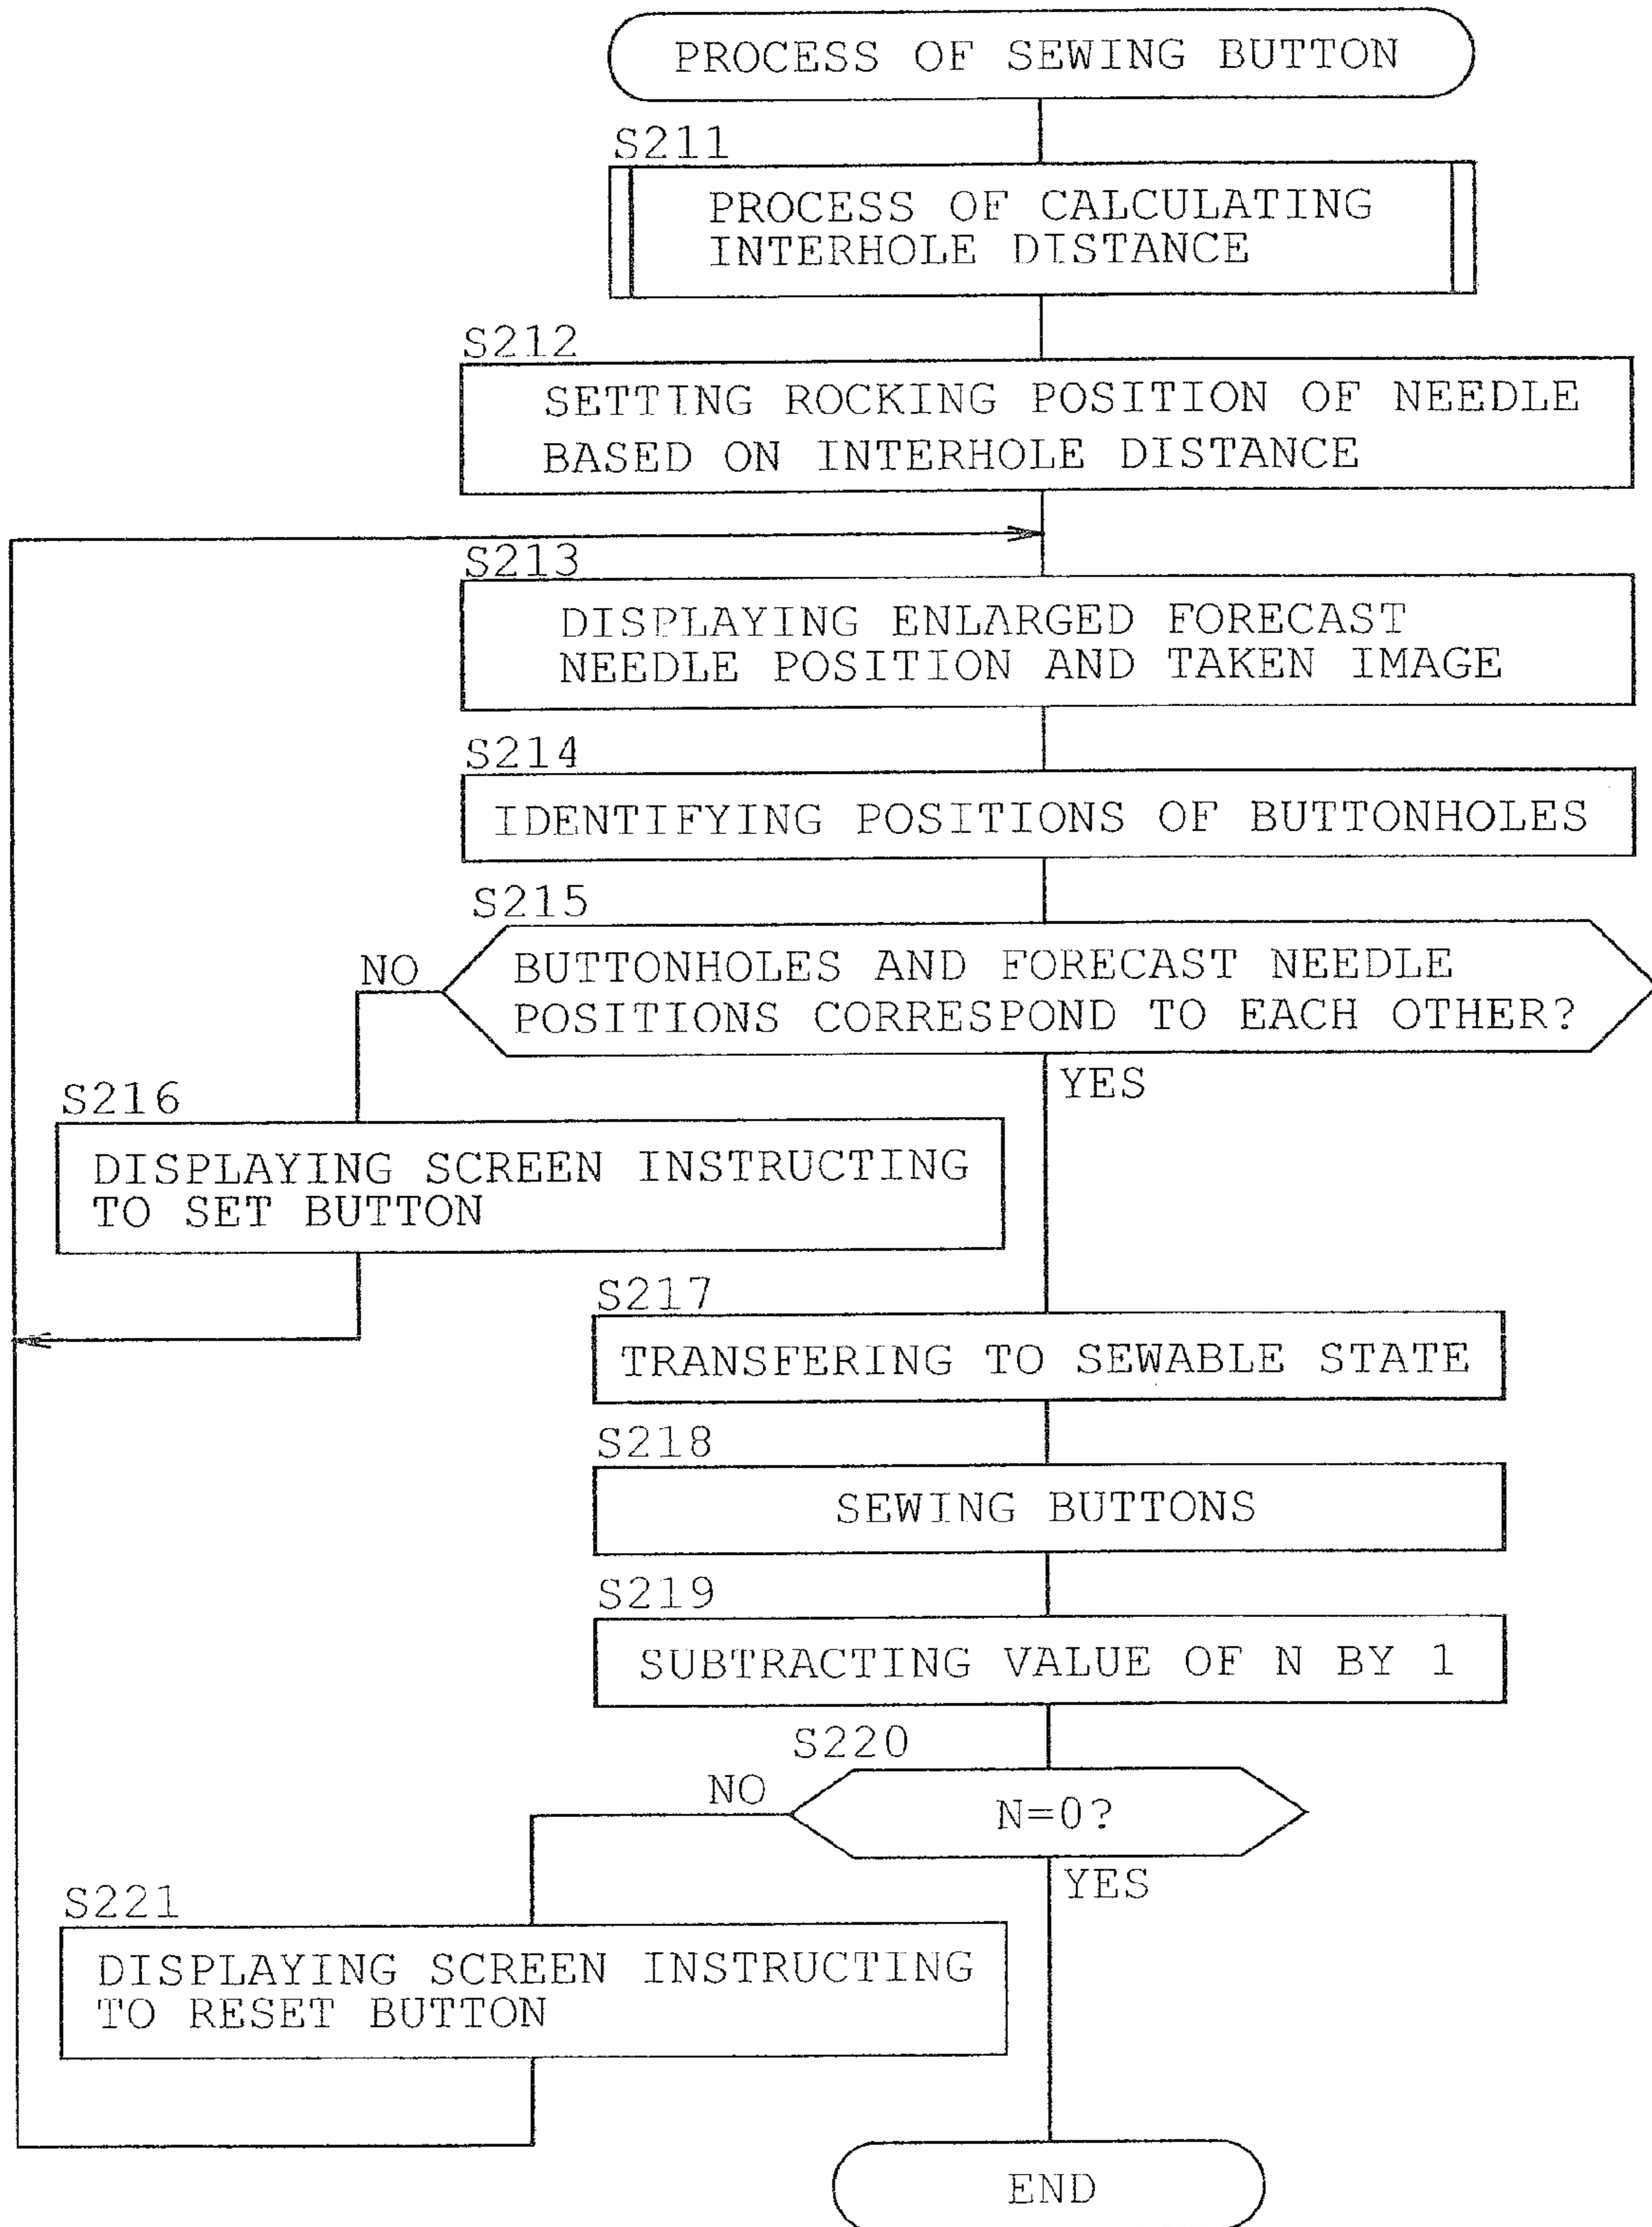 PROCESS OF SEWING BUTTON
S211
PROCESS OF CALCULATING
INTERHOLE DISTANCE
S212
SETTING ROCKING POSITION OF NEEDLE
BASED ON INTERHOLE DISTANCE
S213
DISPLAYING ENLARGED FORECAST
NEEDLE POSITION AND TAKEN IMAGE
S214
IDENTIFYING POSITIONS OF BUTTONHOLES
S215
NO
BUTTONHOLES AND FORECAST NEEDLE
POSITIONS CORRESPOND TO EACH OTHER?
YES
S216
DISPLAYING SCREEN INSTRUCTING
TO SET BUTTON
S217
TRANSFERING TO SEWABLE STATE
S218
SEWING BUTTONS
S219
SUBTRACTING VALUE OF N BY 1
S220
NO
N=0?
YES
S221
DISPLAYING SCREEN INSTRUCTING
TO RESET BUTTON
END